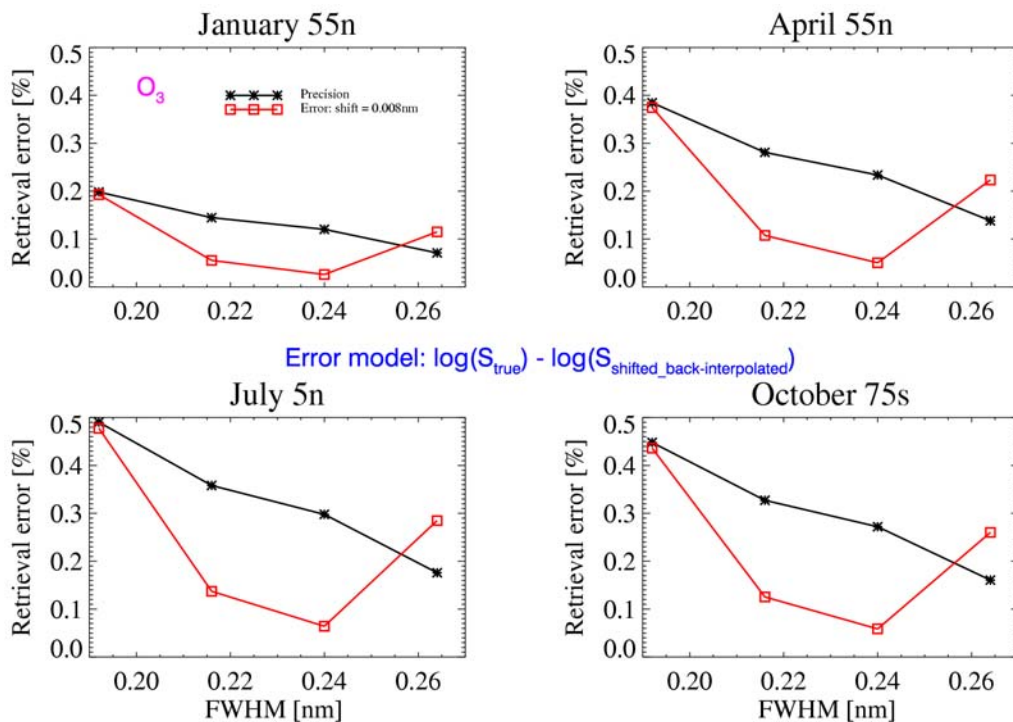 January 55n
Retrieval error [%]
0.5
0.4
0.3
0.2
0.1
0.0
O3
Precision
Error: shift = 0.008nm
0.20
0.22
0.24
0.26
April 55n
Retrieval error [%]
0.5
0.4
0.3
0.2
0.1
0.0
0.20
0.22
0.24
0.26
Error model: log(Strue) - log(Sshifted_back-interpolated)
July 5n
Retrieval error [%]
0.5
0.4
0.3
0.2
0.1
0.0
0.20
0.22
0.24
0.26
FWHM [nm]
October 75s
Retrieval error [%]
0.5
0.4
0.3
0.2
0.1
0.0
0.20
0.22
0.24
0.26
FWHM [nm]